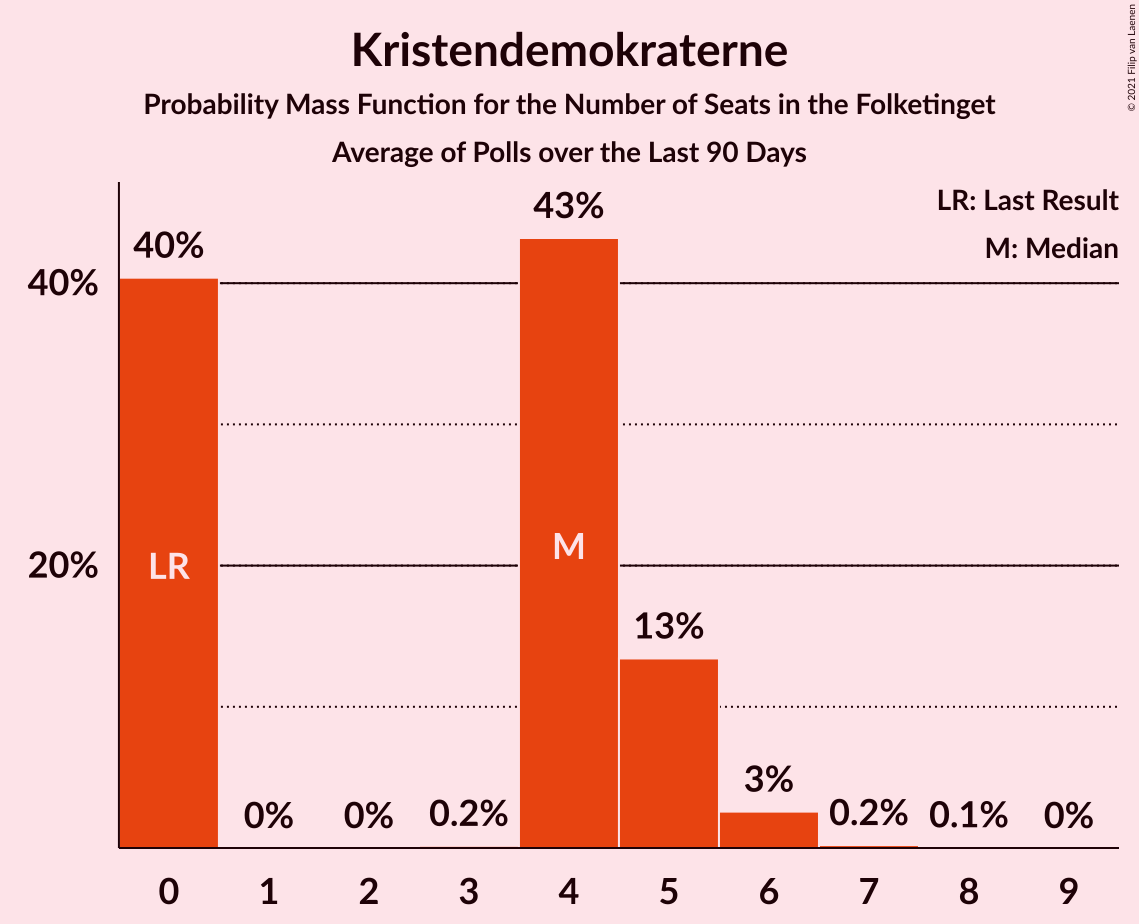 Kristendemokraterne
Probability Mass Function for the Number of Seats in the Folketinget
Average of Polls over the Last 90 Days
© 2021 Filip van Laenen
LR: Last Result
M: Median
40%
20%
40%
0%
0%
0.2%
43%
13%
3%
0.2%
0.1%
0%
LR
M
0 1 2 3 4 5 6 7 8 9